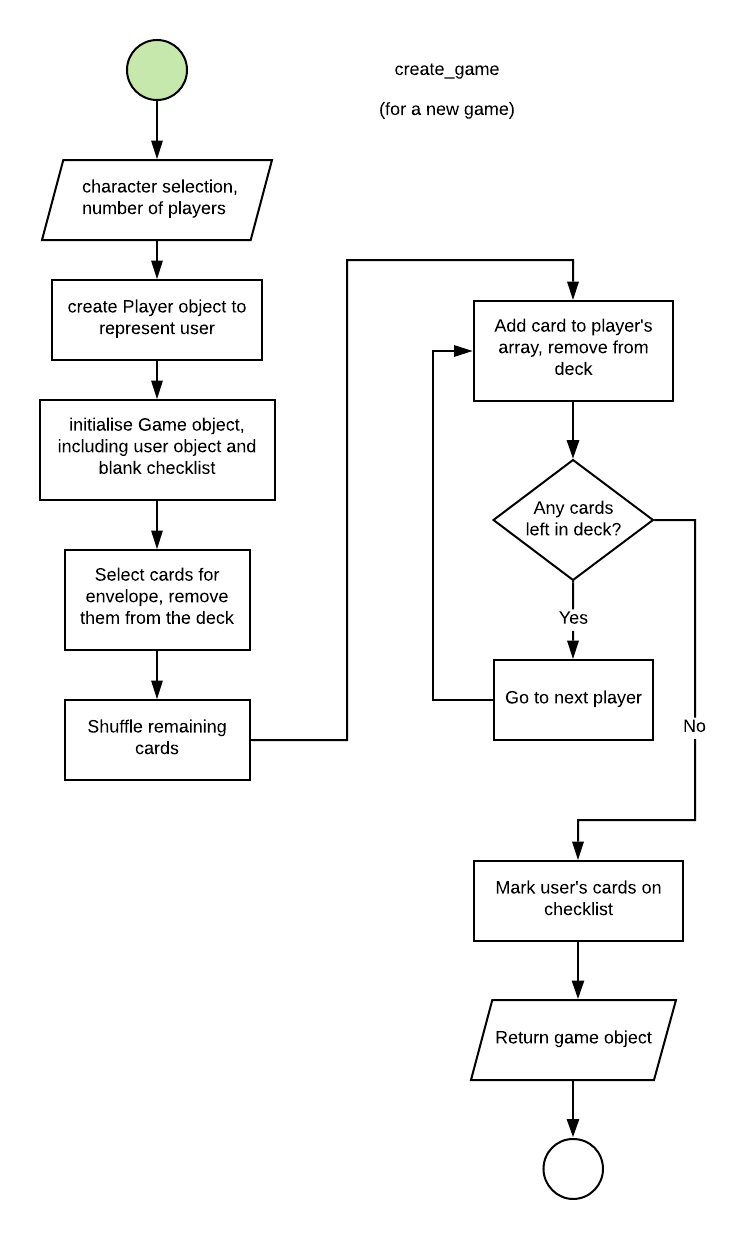 create_game
(for a new game)
character selection,
number of players
create Player object to
represent user
initialise Game object,
including user object and
blank checklist
Select cards for
envelope, remove
them from the deck
Shuffle remaining
cards
Add card to player's
array, remove from
deck
Any cards
left in deck?
Yes
Go to next player
No
Mark user's cards on
checklist
Return game object